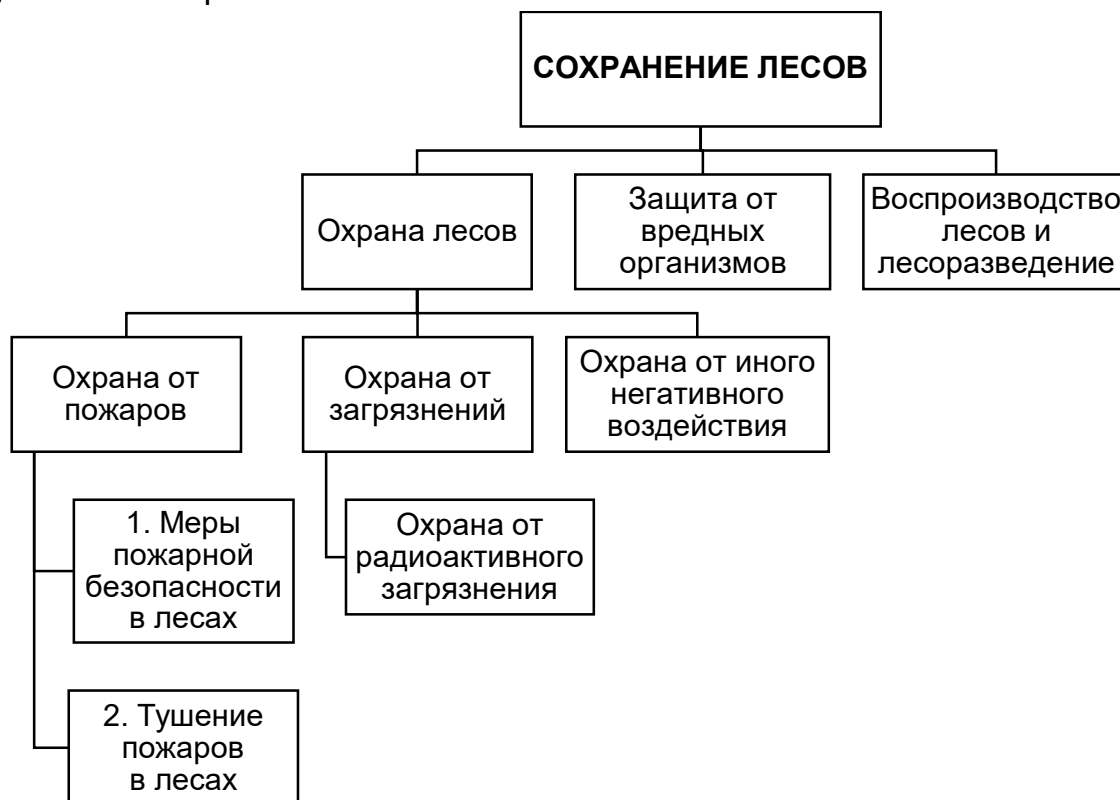 СОХРАНЕНИЕ ЛЕСОВ
Охрана лесов
Защита от
вредных
организмов
Воспроизводство
лесов и
лесоразведение
Охрана от
пожаров
Охрана от
загрязнений
Охрана от иного
негативного
воздействия
1. Меры
пожарной
безопасности
в лесах
Охрана от
радиоактивного
загрязнения
2. Тушение
пожаров
в лесах